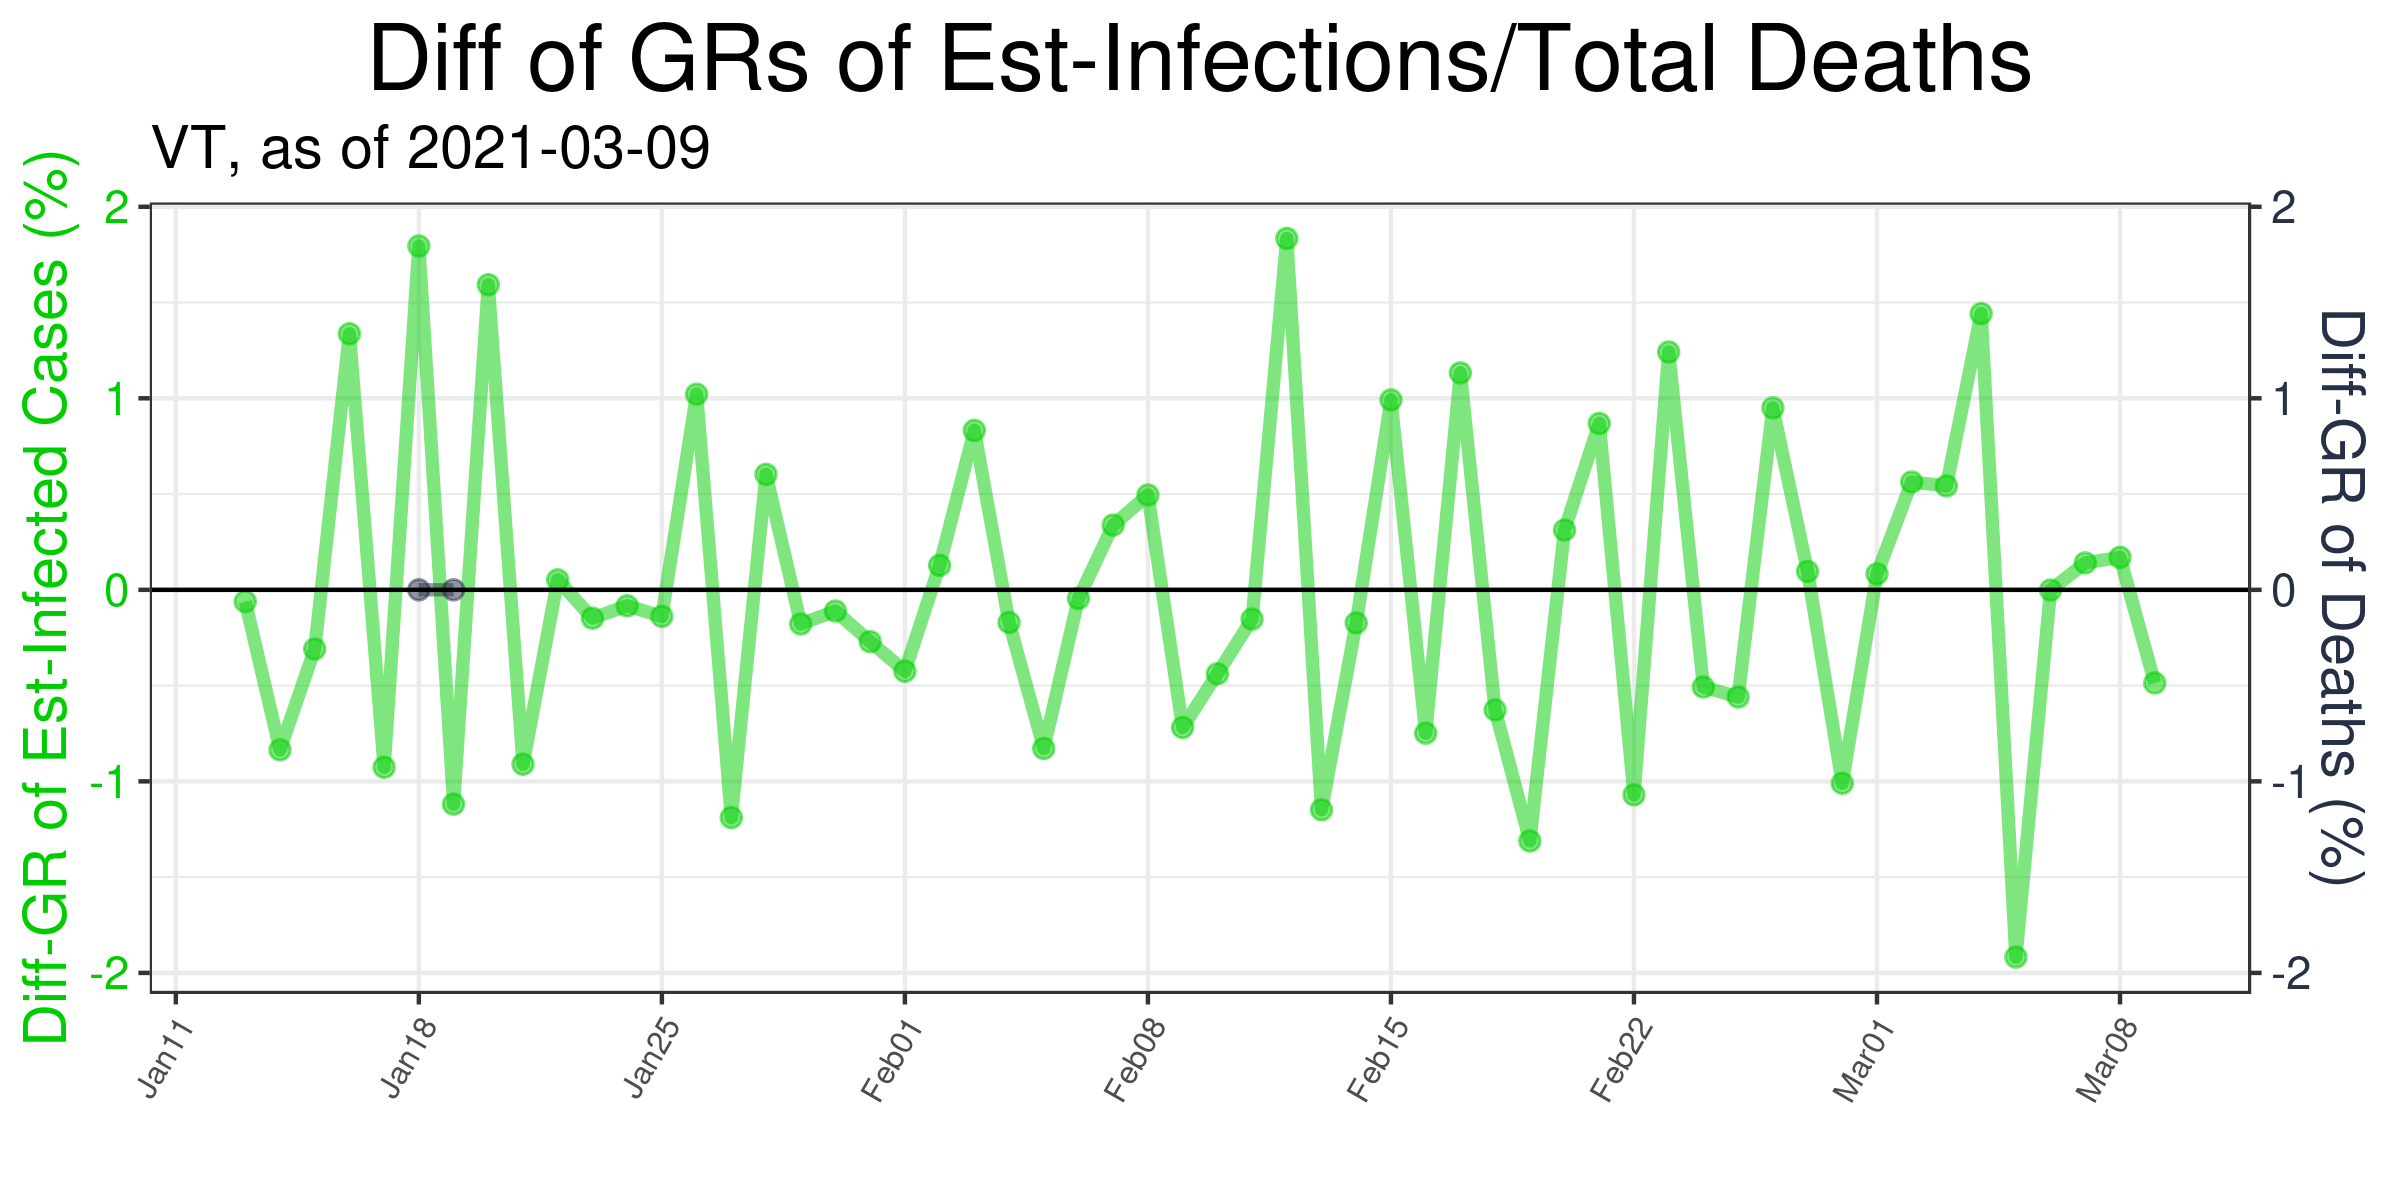 Diff of GRs of Est-Infections/Total Deaths
VT, as of 2021-03-09
Diff-GR of Est-Infected Cases (%)
2
1
0
-1
-2
2
1
0
-1
-2
Diff-GR of Deaths (%)
Jan11
Jan18
Jan25
Feb01
Feb08
Feb15
Feb22
Mar01
Mar08